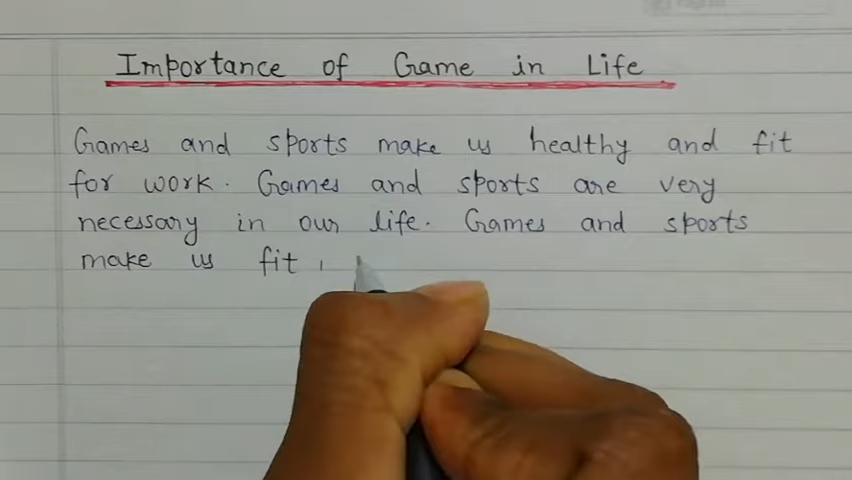 Importance of Game in Life
Games and sports make us healthy and fit
for work. Games and sports are very
necessary in our life. Games and sports
make us fit ,